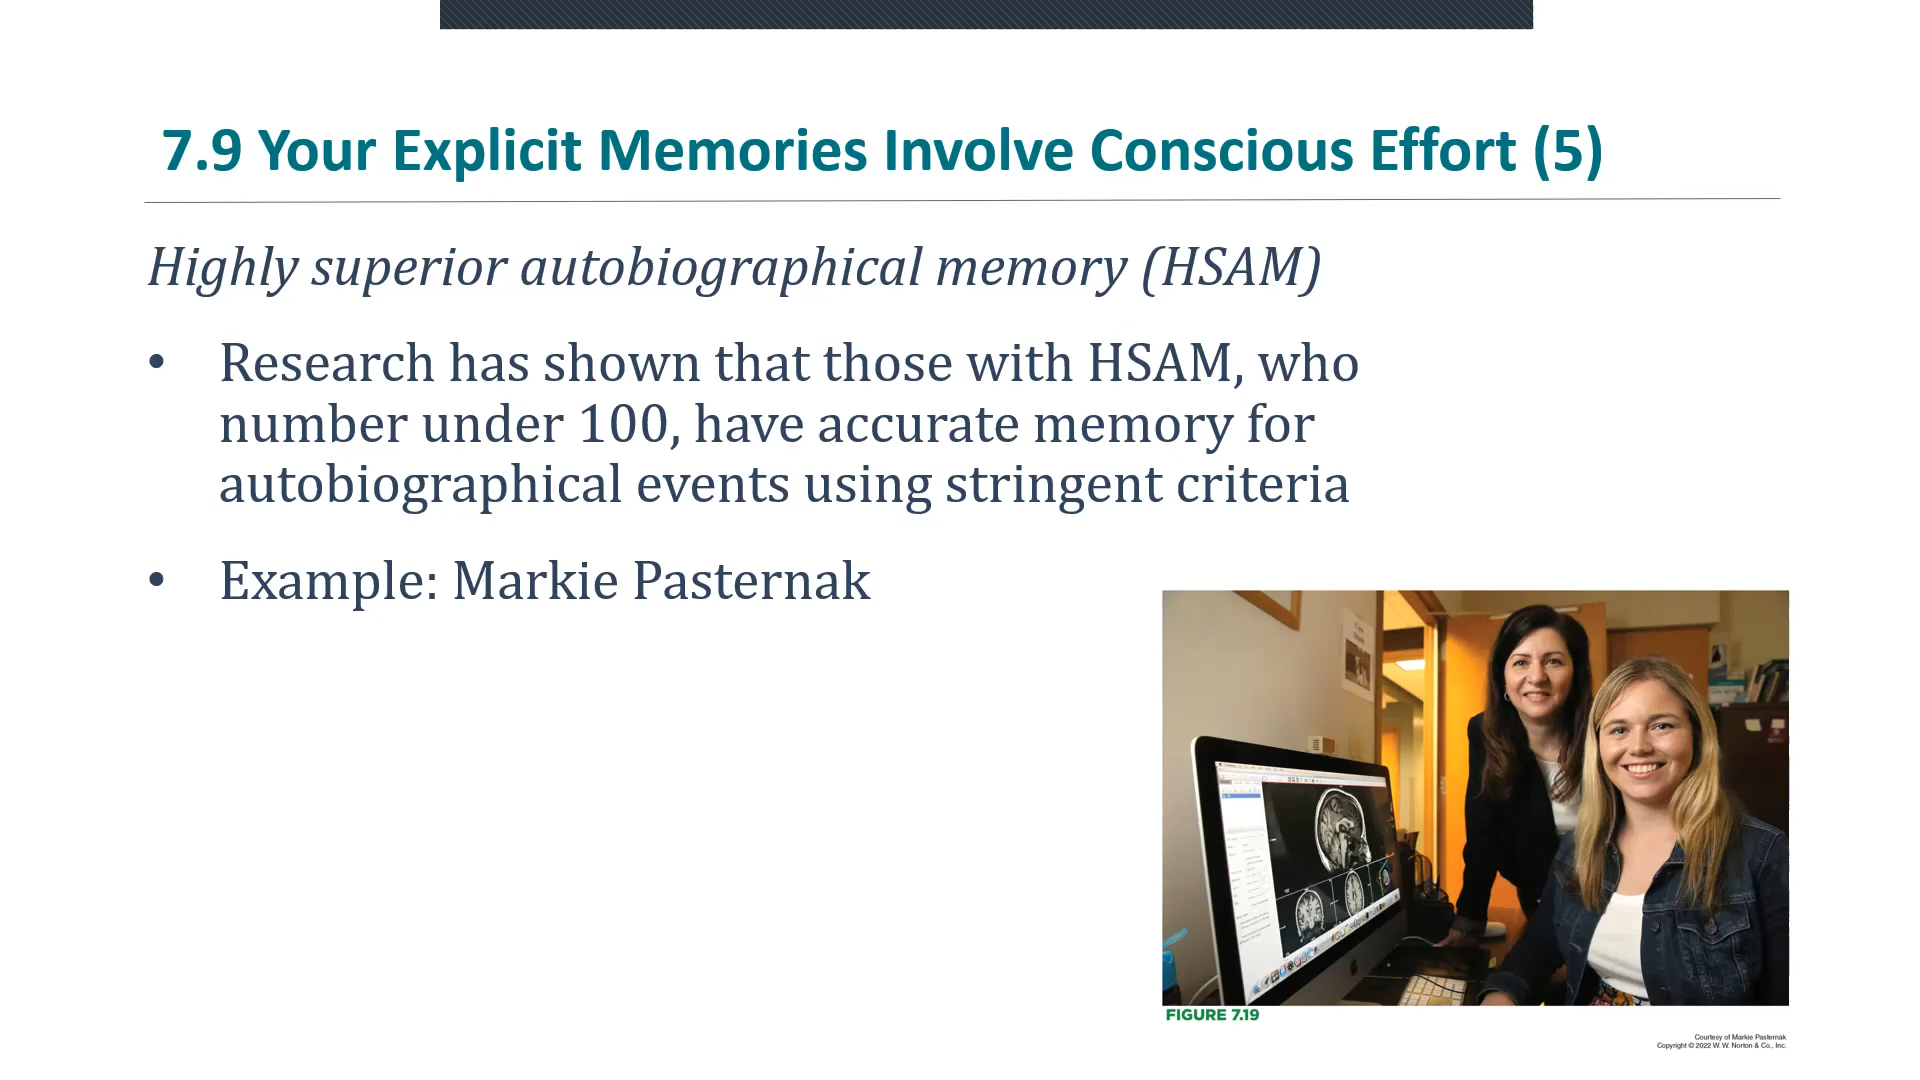 7.9 Your Explicit Memories Involve Conscious Effort (5)
Highly superior autobiographical memory (HSAM)
• Research has shown that those with HSAM, who
number under 100, have accurate memory for
autobiographical events using stringent criteria
• Example: Markie Pasternak
FIGURE 7.19
Courtesy of Markie Pasternak
Copyright © 2022 W. W. Norton & Co., Inc.